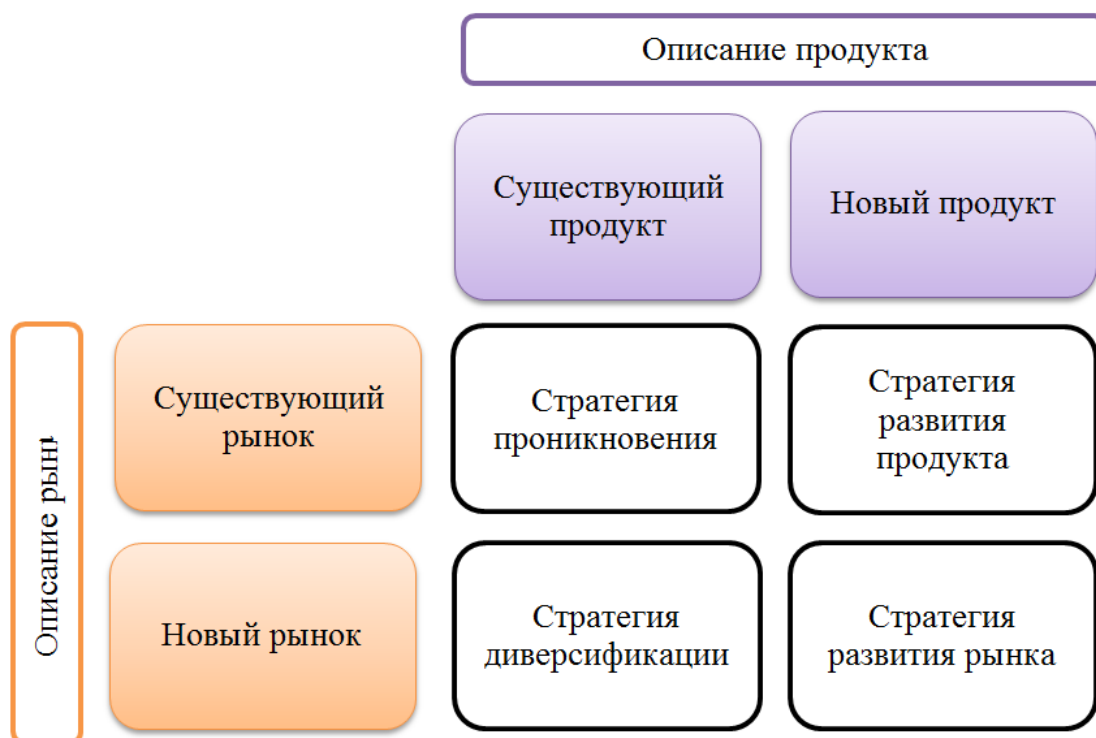 Описание продукта
Существующий
продукт
Новый продукт
Существующий
рынок
Стратегия
проникновения
Стратегия
развития
продукта
Описание
Новый рынок
Стратегия
диверсификации
Стратегия
развития рынка